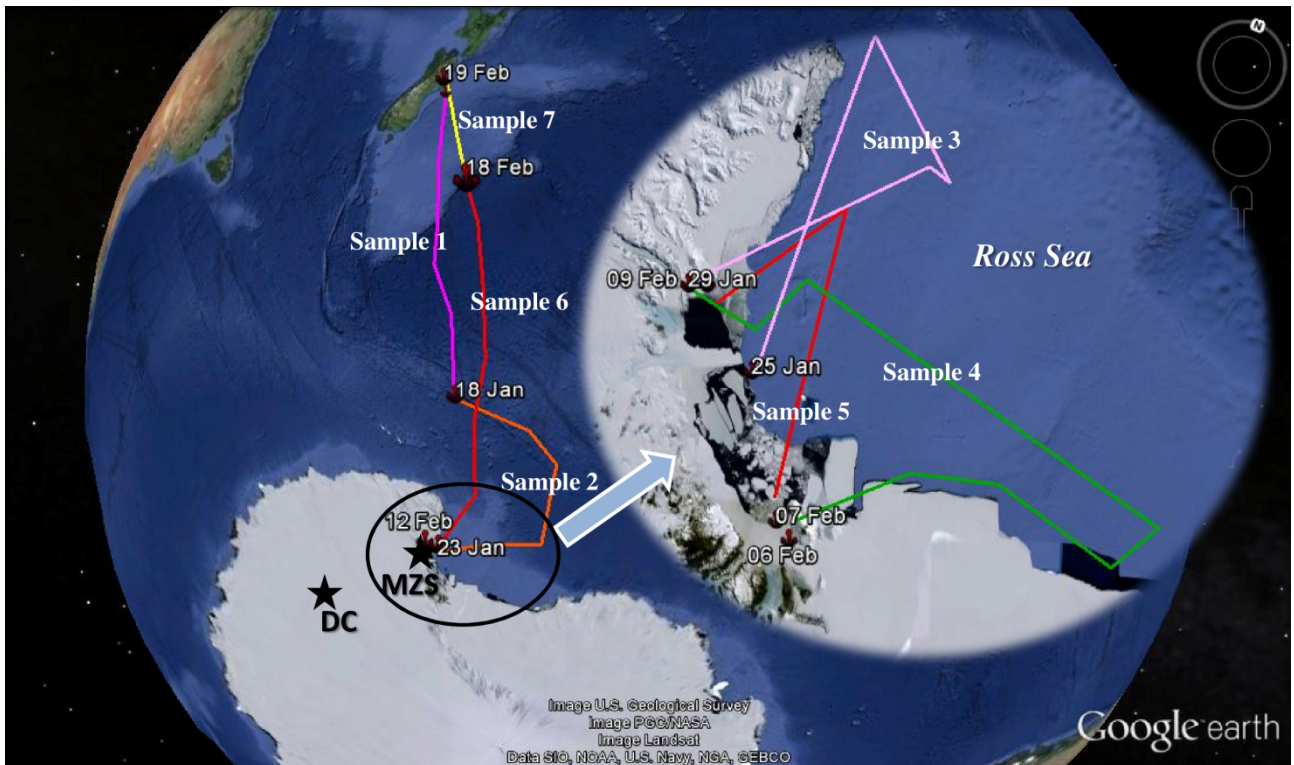 N
19 Feb
Sample 7
Sample 3
18 Feb
Sample 1
Ross Sea
09 Feb 29 Jan
Sample 6
25 Jan
Sample 4
18 Jan
Sample 5
Sample 2
07 Feb
12 Feb
23 Jan
06 Feb
MZS
DC
Image U.S. Geological Survey
Image PGC/NASA
Image Landsat
Data SIO, NOAA, U.S. Navy, NGA, GEBCO
Google earth